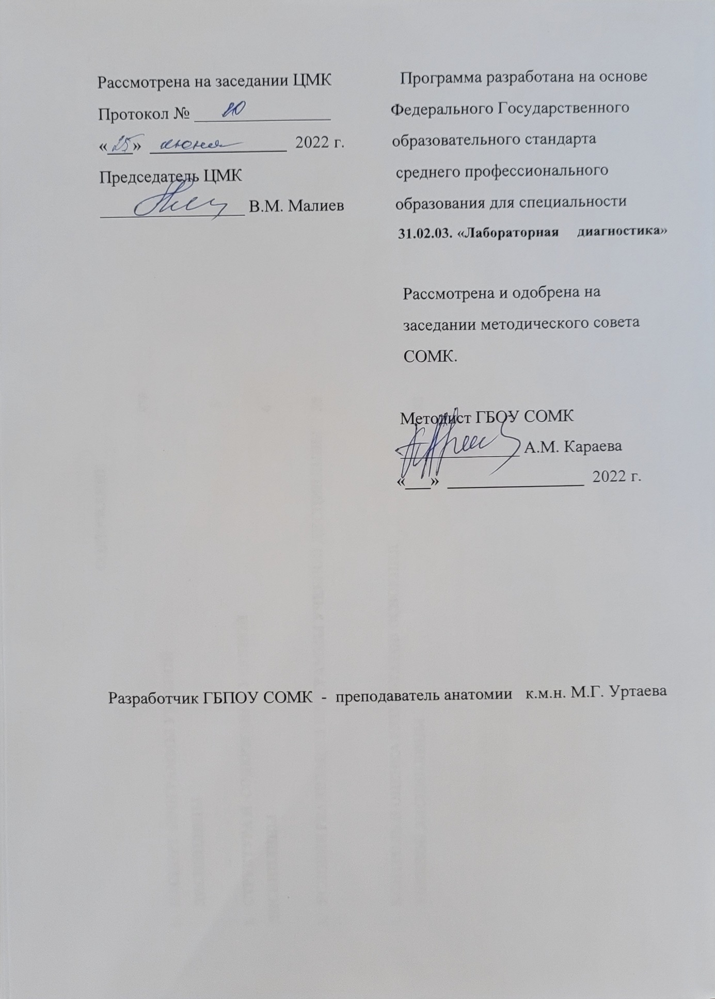 Рассмотрена на заседании ЦМК
Протокол № 10
«25» июня 2022 г.
Председатель ЦМК
В.М. Малиев
Программа разработана на основе
Федерального Государственного
образовательного стандарта
среднего профессионального
образования для специальности
31.02.03. «Лабораторная диагностика»
Рассмотрена и одобрена на
заседании методического совета
СОМК.
Методист ГБОУ СОМК
А.М. Караева
«___» ________________ 2022 г.
Разработчик ГБПОУ СОМК - преподаватель анатомии к.м.н. М.Г. Уртаева